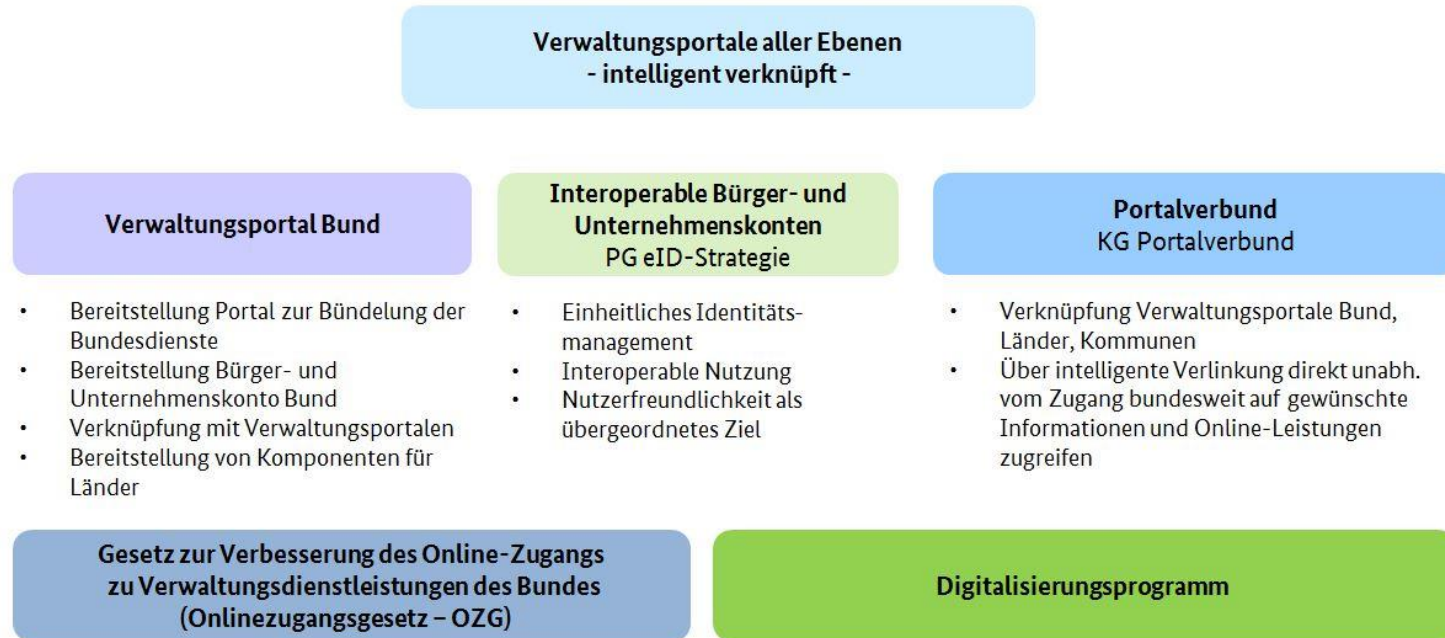 Verwaltungsportale aller Ebenen
- intelligent verknüpft -
Verwaltungsportal Bund
• Bereitstellung Portal zur Bündelung der
Bundesdienste
• Bereitstellung Bürger- und
Unternehmenskonto Bund
• Verknüpfung mit Verwaltungsportalen
• Bereitstellung von Komponenten für
Länder
Interoperable Bürger- und
Unternehmenskonten
PG eID-Strategie
• Einheitliches Identitäts-
management
• Interoperable Nutzung
• Nutzerfreundlichkeit als
übergeordnetes Ziel
Portalverbund
KG Portalverbund
• Verknüpfung Verwaltungsportale Bund,
Länder, Kommunen
• Über intelligente Verlinkung direkt unabh.
vom Zugang bundesweit auf gewünschte
Informationen und Online-Leistungen
zugreifen
Gesetz zur Verbesserung des Online-Zugangs
zu Verwaltungsdienstleistungen des Bundes
(Onlinezugangsgesetz – OZG)
Digitalisierungsprogramm